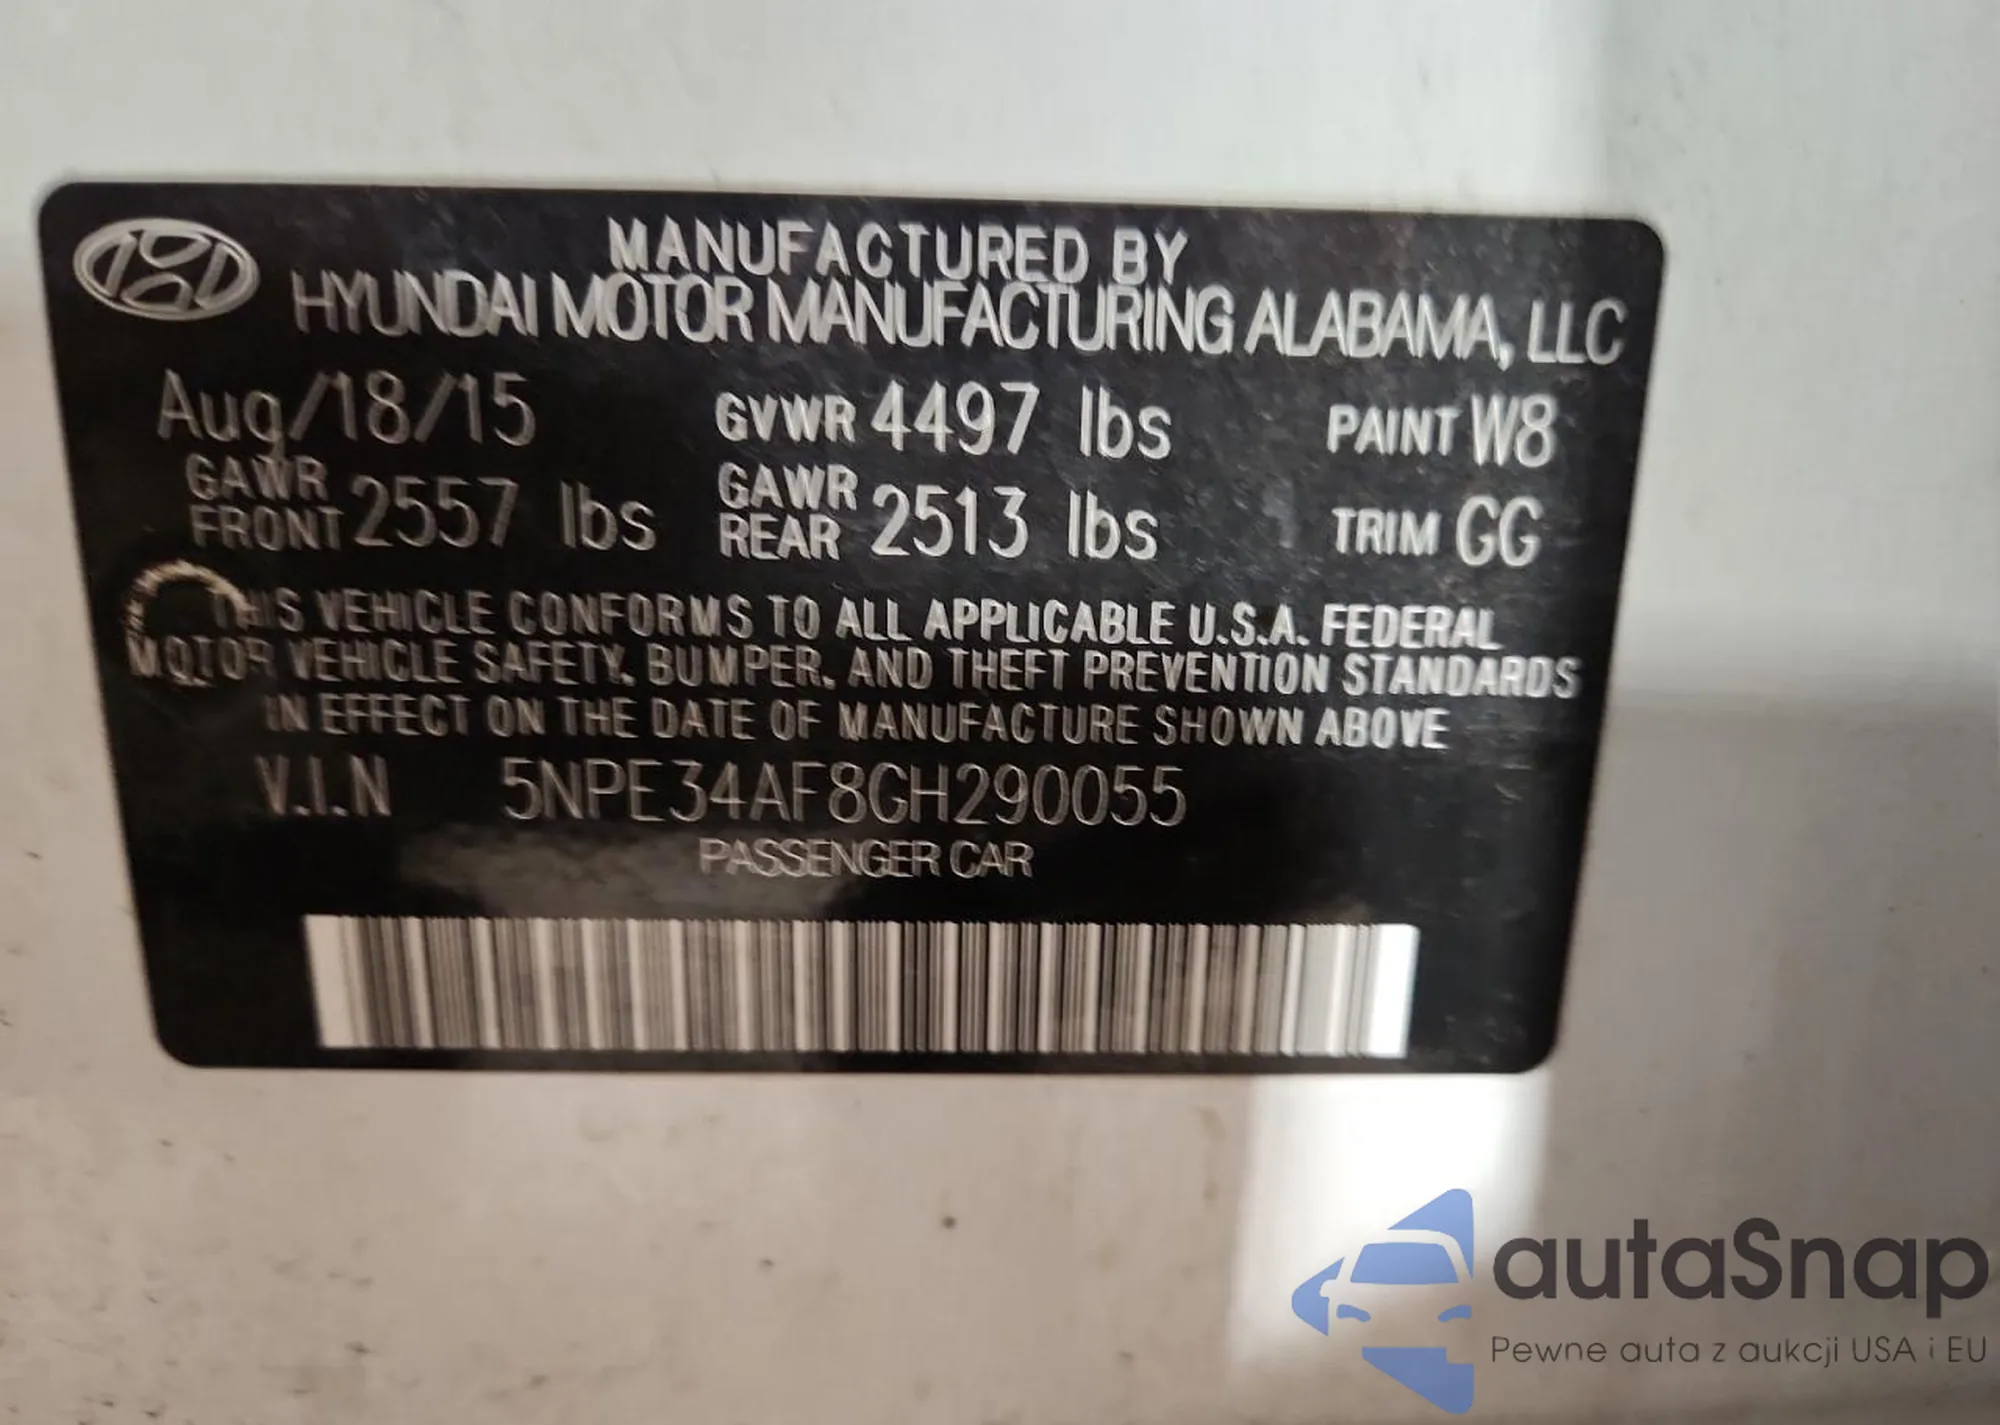 MANUFACTURED BY
HYUNDAI MOTOR MANUFACTURING ALABAMA, LLC
Aug/18/15 GVWR 4497 lbs PAINT W8
GAWR FRONT 2557 lbs GAWR REAR 2513 lbs TRIM GG
THIS VEHICLE CONFORMS TO ALL APPLICABLE U.S.A. FEDERAL
MOTOR VEHICLE SAFETY, BUMPER, AND THEFT PREVENTION STANDARDS
IN EFFECT ON THE DATE OF MANUFACTURE SHOWN ABOVE
V.I.N 5NPE34AF8GH290055
PASSENGER CAR
autaSnap
Pewne auta z aukcji USA i EU